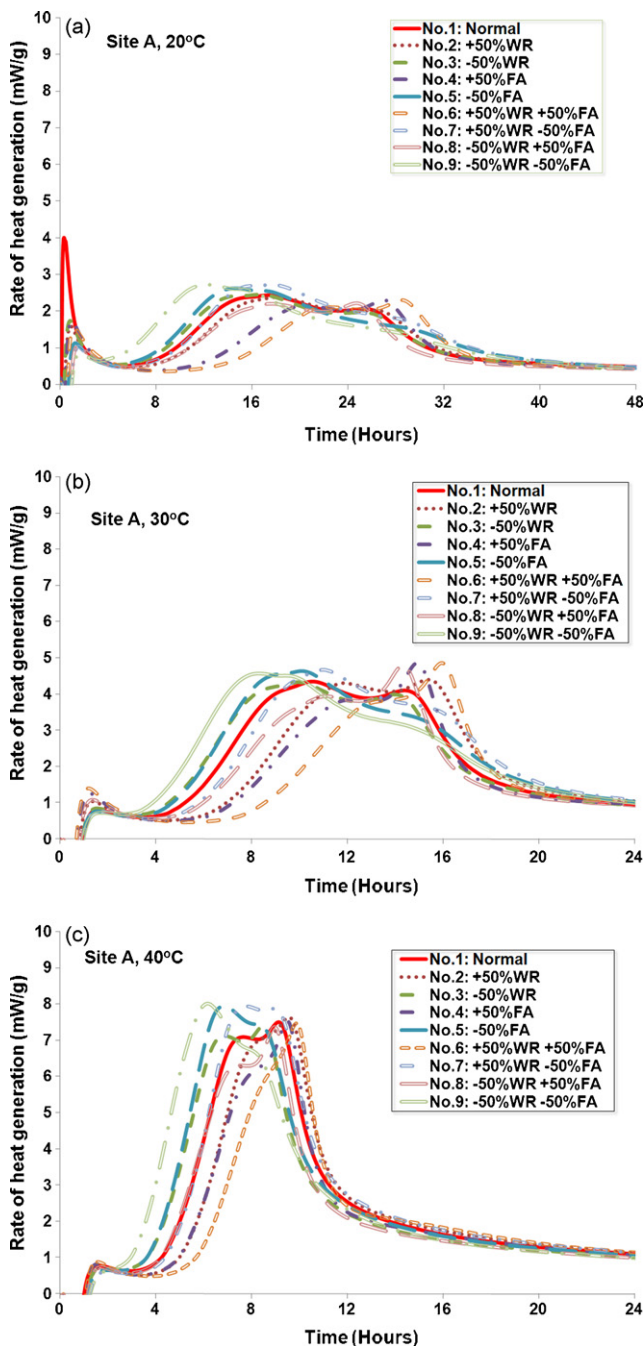 (a)
Site A, 20°C
No.1: Normal
No.2: +50%WR
No.3: -50%WR
No.4: +50%FA
No.5: -50%FA
No.6: +50%WR +50%FA
No.7: +50%WR -50%FA
No.8: -50%WR +50%FA
No.9: -50%WR -50%FA
Rate of heat generation (mW/g)
10
9
8
7
6
5
4
3
2
1
0
0 8 16 24 32 40 48
Time (Hours)
(b)
Site A, 30°C
No.1: Normal
No.2: +50%WR
No.3: -50%WR
No.4: +50%FA
No.5: -50%FA
No.6: +50%WR +50%FA
No.7: +50%WR -50%FA
No.8: -50%WR +50%FA
No.9: -50%WR -50%FA
Rate of heat generation (mW/g)
10
9
8
7
6
5
4
3
2
1
0
0 4 8 12 16 20 24
Time (Hours)
(c)
Site A, 40°C
No.1: Normal
No.2: +50%WR
No.3: -50%WR
No.4: +50%FA
No.5: -50%FA
No.6: +50%WR +50%FA
No.7: +50%WR -50%FA
No.8: -50%WR +50%FA
No.9: -50%WR -50%FA
Rate of heat generation (mW/g)
10
9
8
7
6
5
4
3
2
1
0
0 4 8 12 16 20 24
Time (Hours)